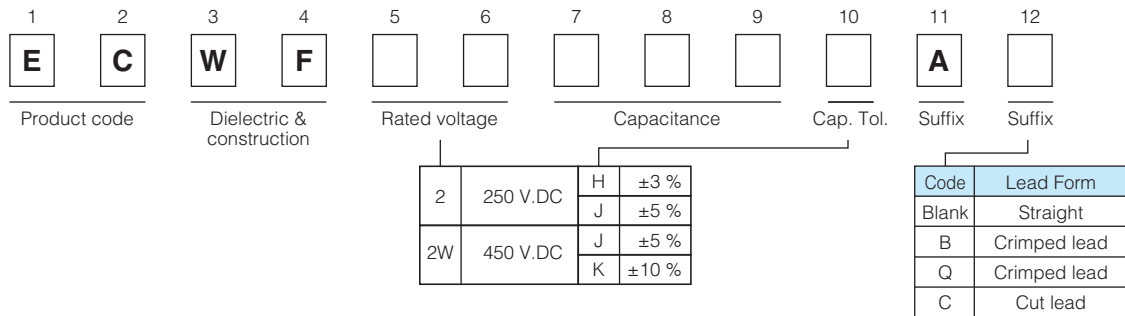 1 2 3 4 5 6 7 8 9 10 11 12
E C W F A
Product code Dielectric & construction Rated voltage Capacitance Cap. Tol. Suffix Suffix
2 250 V.DC H ±3 %
J ±5 %
2W 450 V.DC J ±5 %
K ±10 %
Code Lead Form
Blank Straight
B Crimped lead
Q Crimped lead
C Cut lead